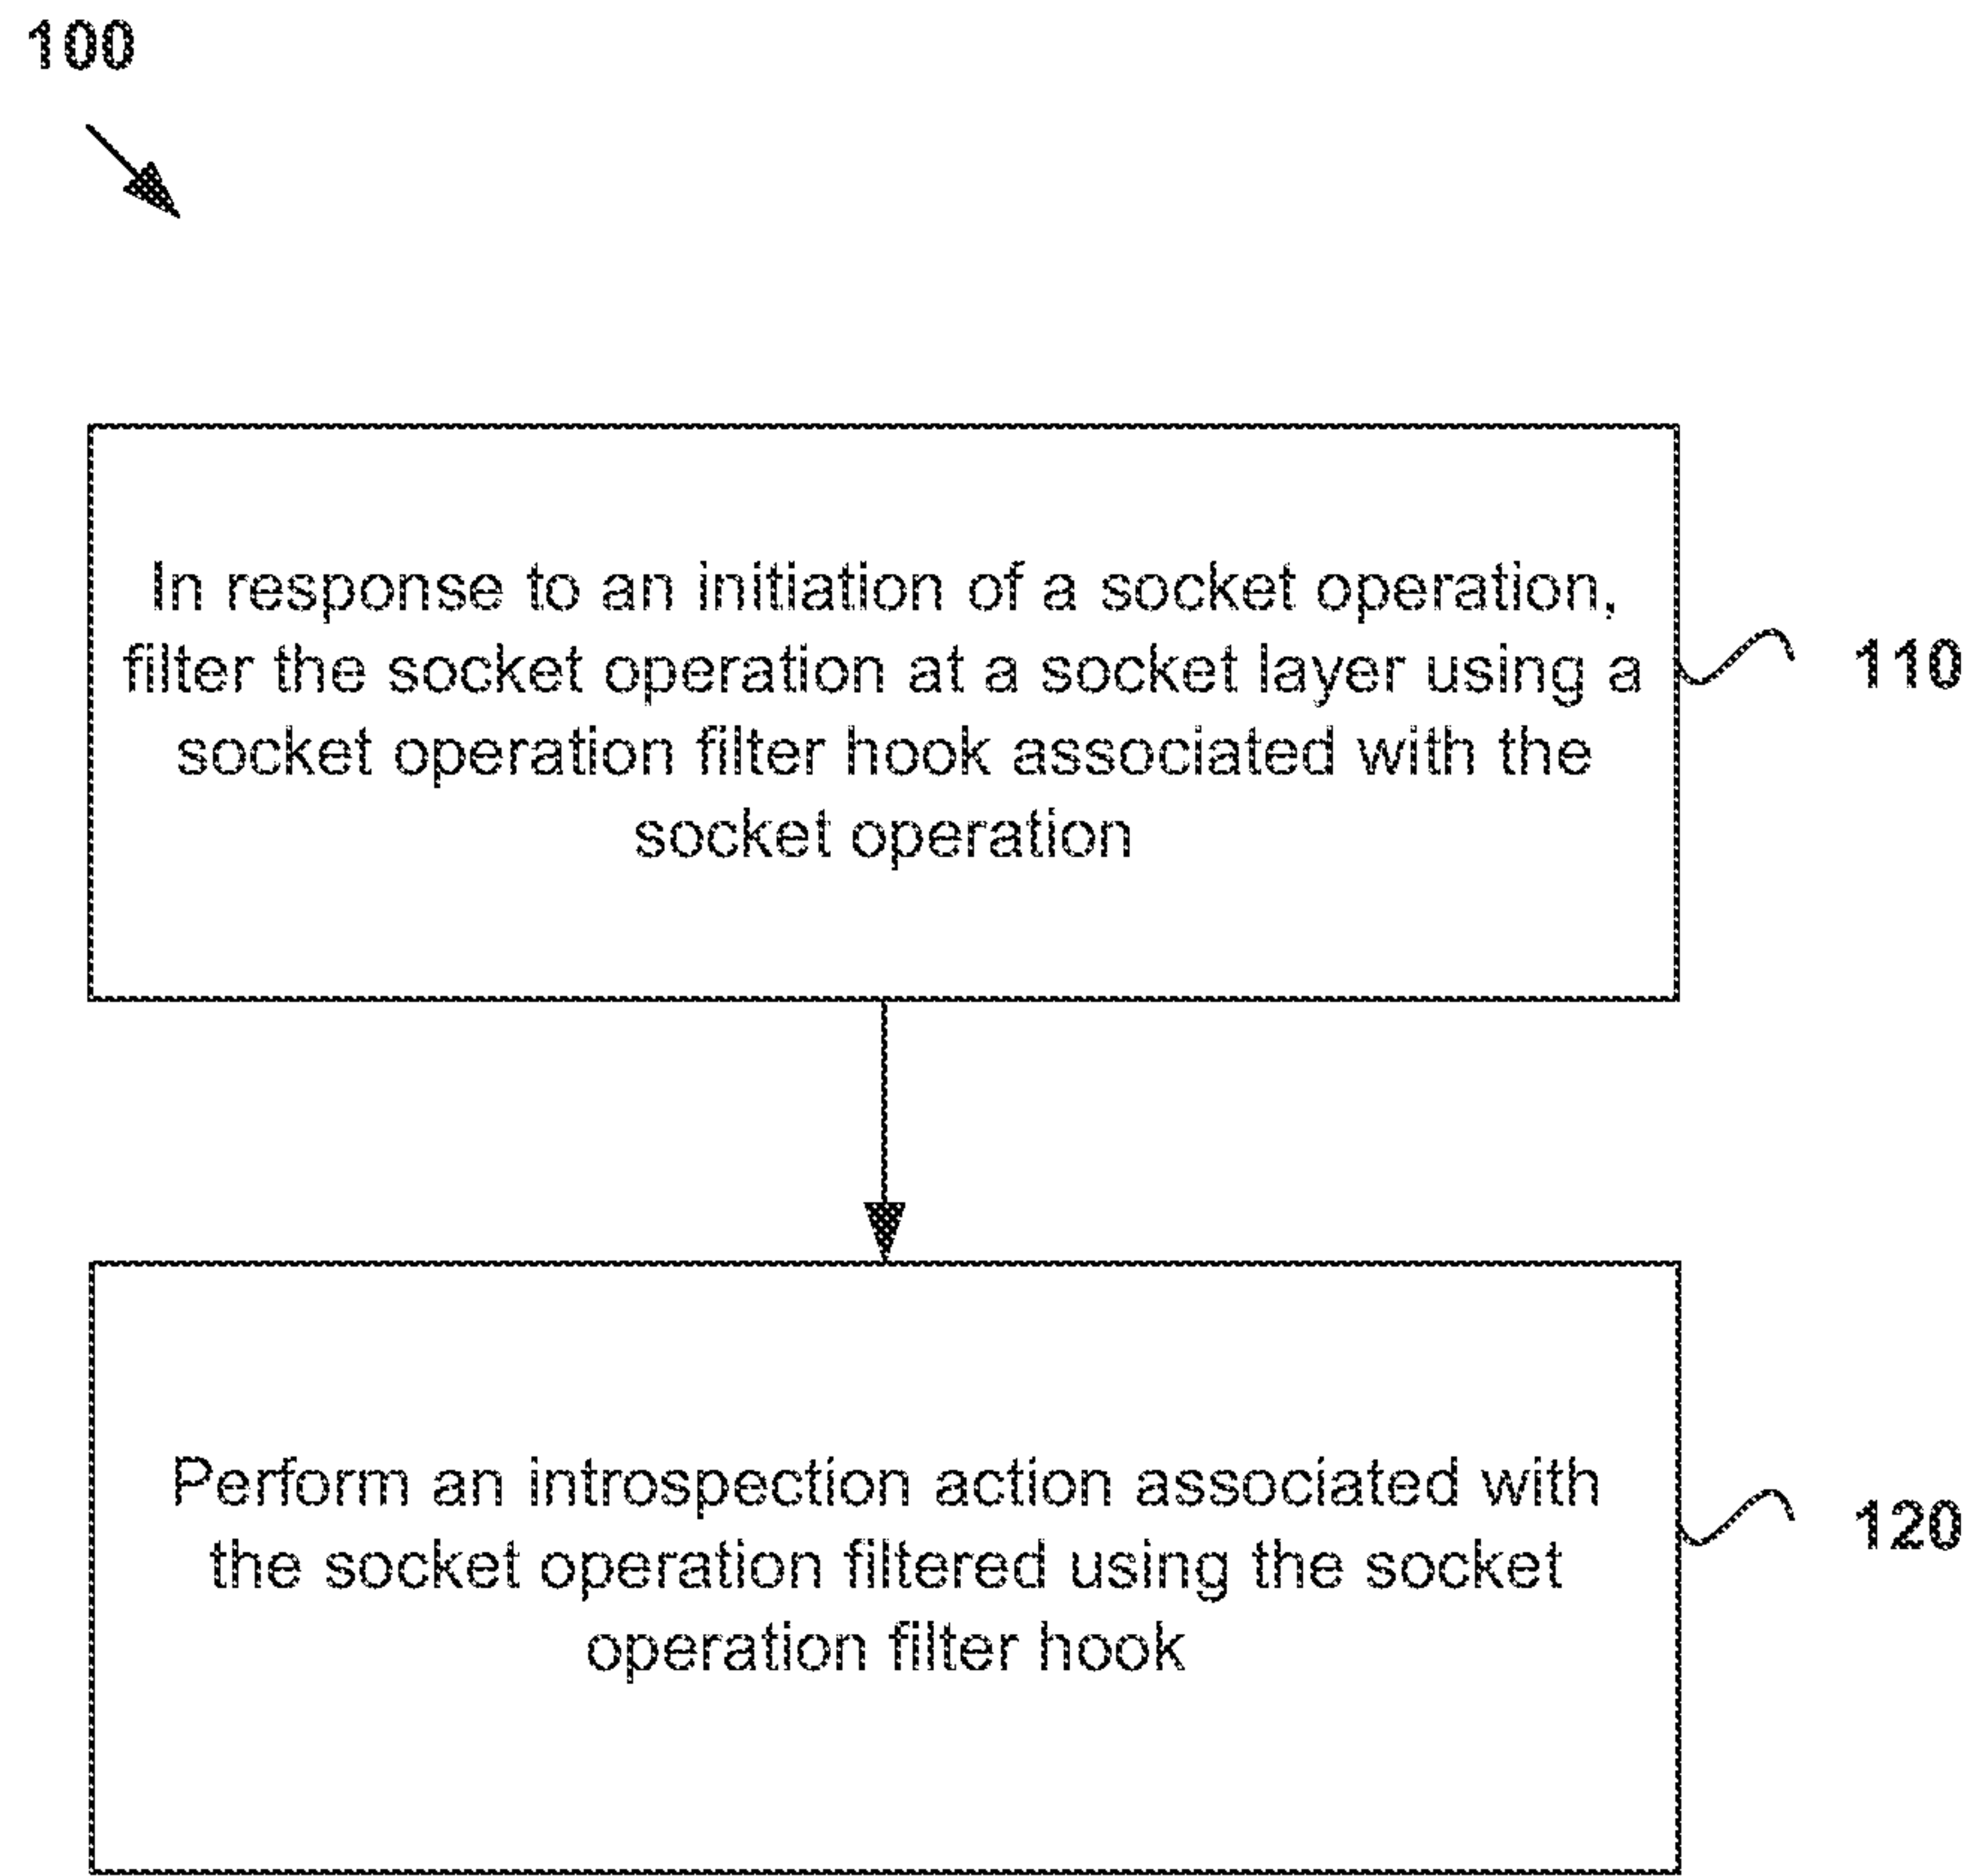 100
In response to an initiation of a socket operation,
filter the socket operation at a socket layer using a
socket operation filter hook associated with the
socket operation
110
Perform an introspection action associated with
the socket operation filtered using the socket
operation filter hook
120